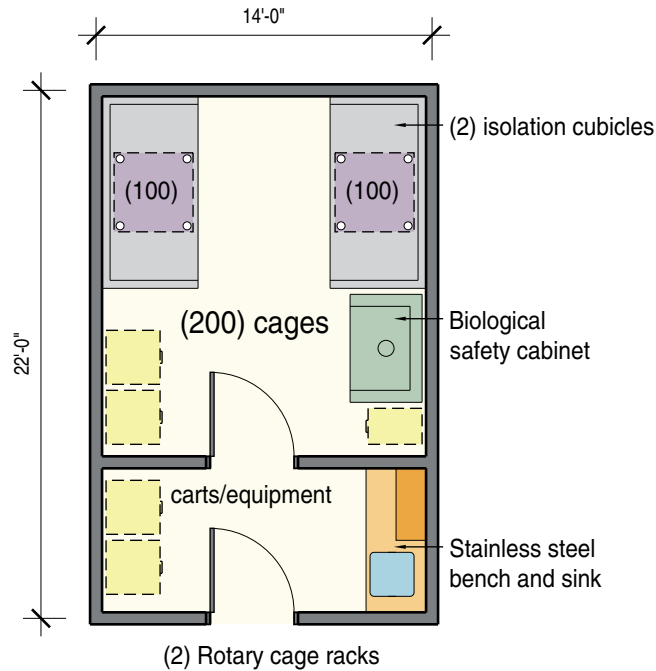 14'-0"
(2) isolation cubicles
(100)
(100)
22'-0"
(200) cages
Biological
safety cabinet
carts/equipment
Stainless steel
bench and sink
(2) Rotary cage racks